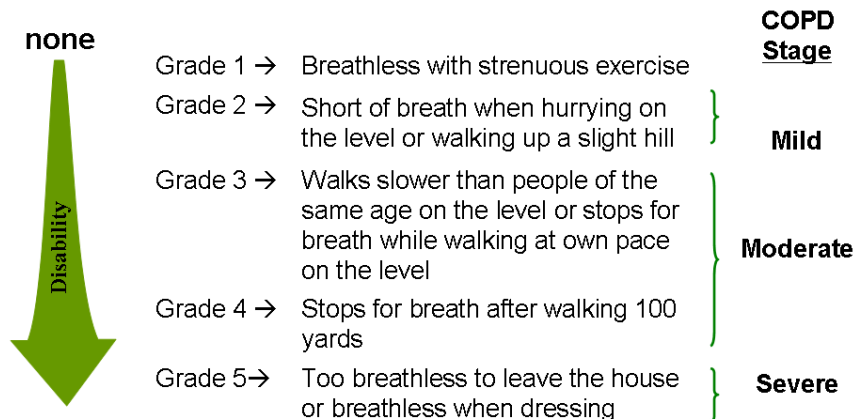 none
COPD
Stage
Grade 1 → Breathless with strenuous exercise
Grade 2 → Short of breath when hurrying on
the level or walking up a slight hill
Mild
Grade 3 → Walks slower than people of the
same age on the level or stops for
breath while walking at own pace
on the level
Moderate
Grade 4 → Stops for breath after walking 100
yards
Grade 5→ Too breathless to leave the house
or breathless when dressing
Severe
Disability